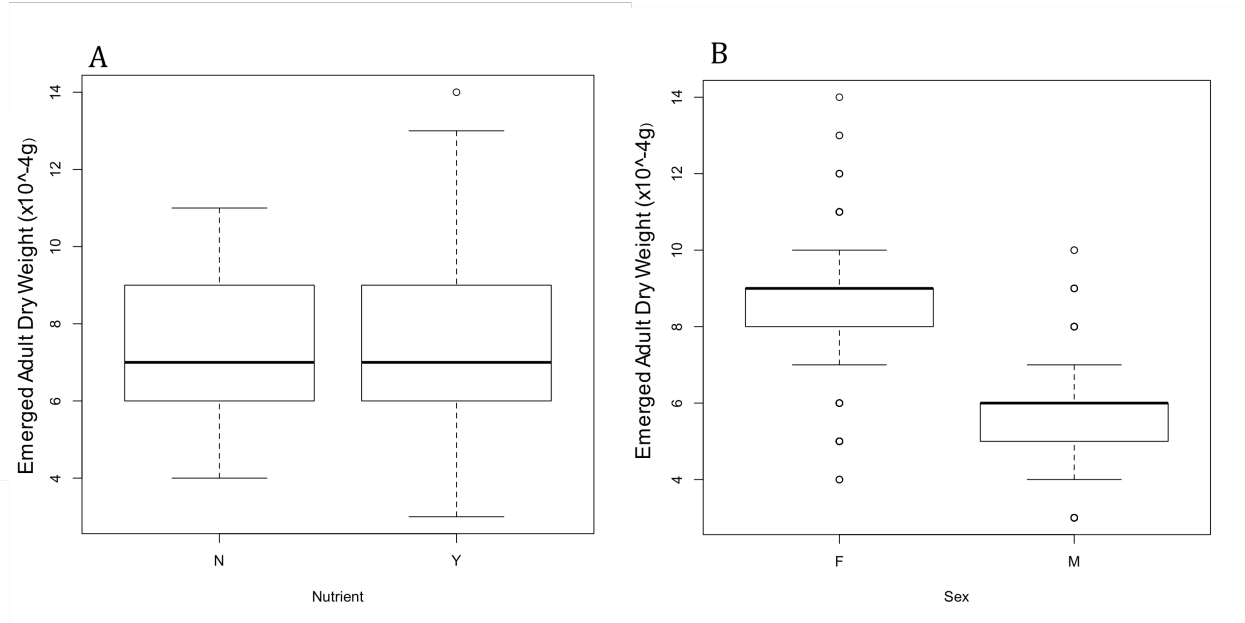 A
Emerged Adult Dry Weight (x10^-4g)
14
12
10
8
6
4
N
Y
Nutrient
B
Emerged Adult Dry Weight (x10^-4g)
14
12
10
8
6
4
F
M
Sex